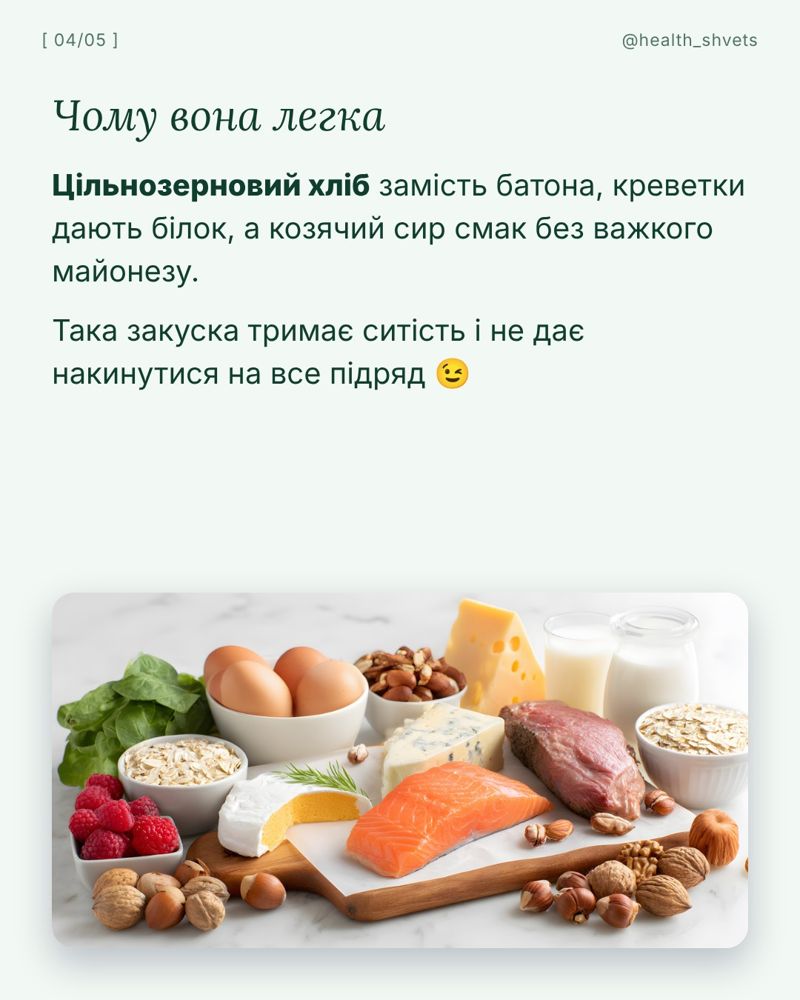 [ 04/05 ]
@health_shvets
Чому вона легка
Цільнозерновий хліб замість батона, креветки
дають білок, а козячий сир смак без важкого
майонезу.
Така закуска тримає ситість і не дає
накинутися на все підряд 😉